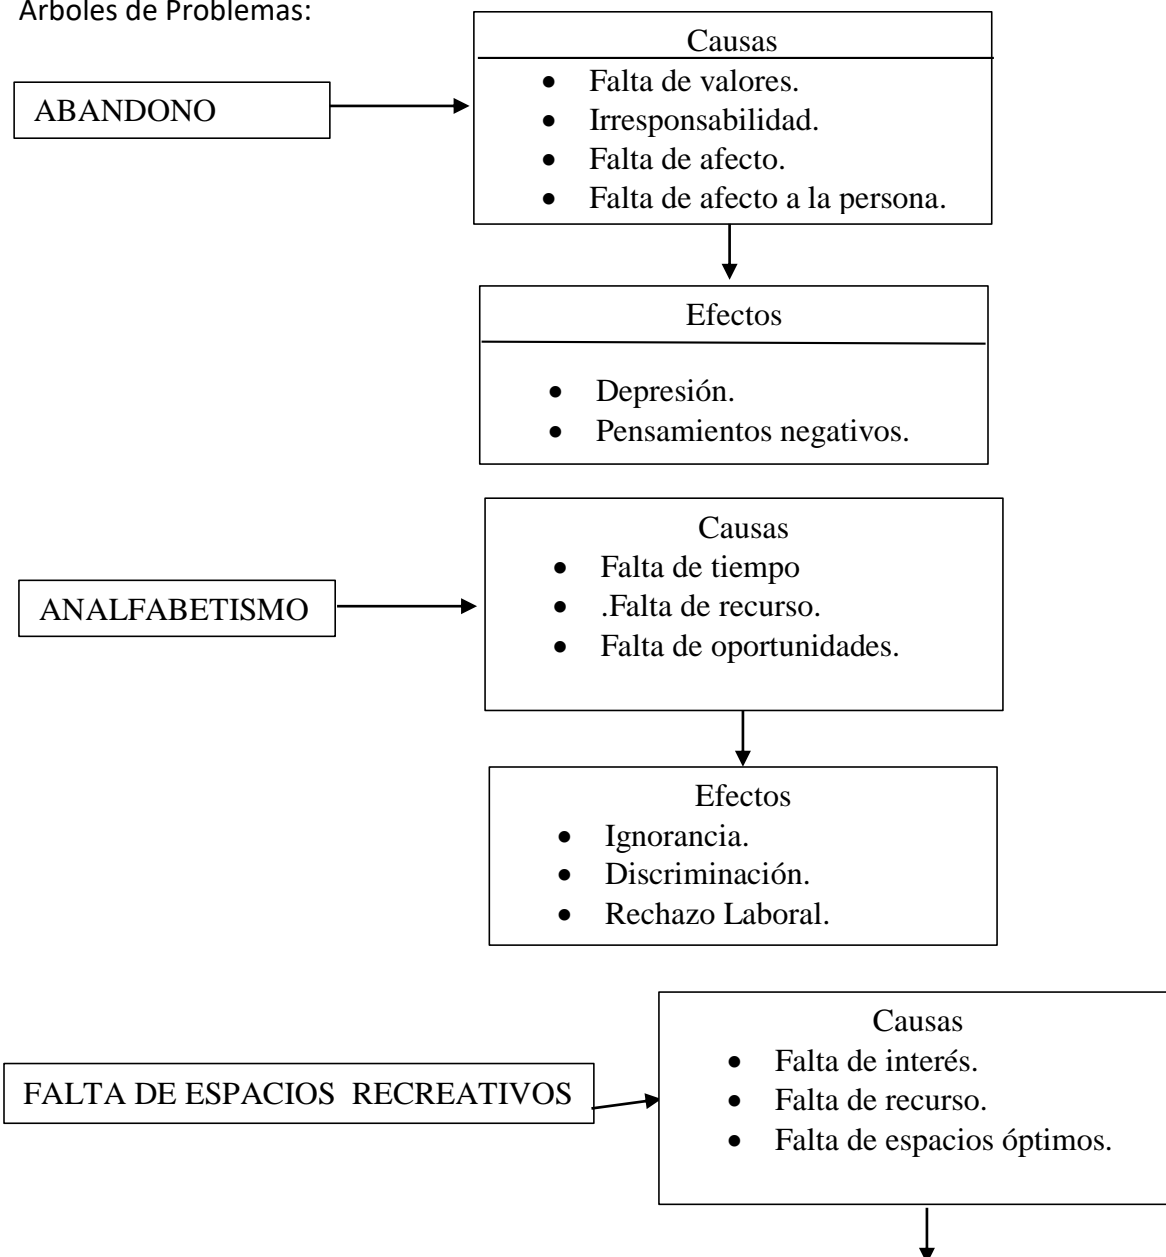 Arboles de Problemas:
ABANDONO
Causas
• Falta de valores.
• Irresponsabilidad.
• Falta de afecto.
• Falta de afecto a la persona.
Efectos
• Depresión.
• Pensamientos negativos.
ANALFABETISMO
Causas
• Falta de tiempo
• .Falta de recurso.
• Falta de oportunidades.
Efectos
• Ignorancia.
• Discriminación.
• Rechazo Laboral.
FALTA DE ESPACIOS RECREATIVOS
Causas
• Falta de interés.
• Falta de recurso.
• Falta de espacios óptimos.